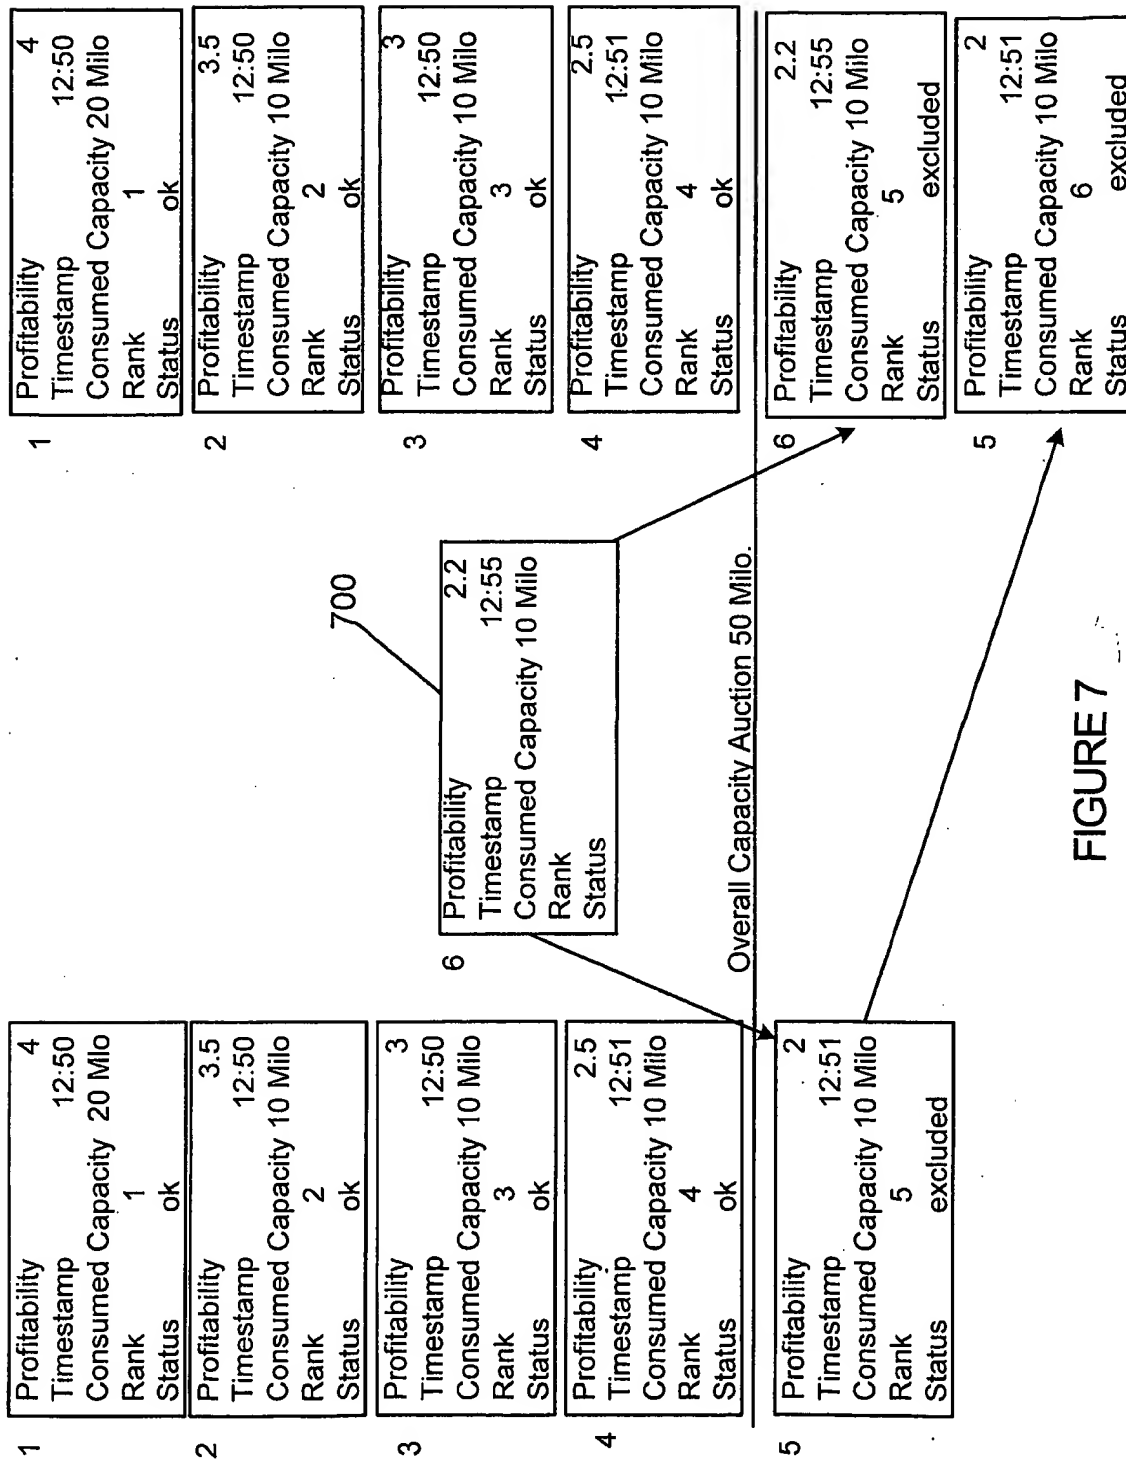 1
Profitability 4
Timestamp 12:50
Consumed Capacity 20 Mlo
Rank 1
Status ok
2
Profitability 3.5
Timestamp 12:50
Consumed Capacity 10 Milo
Rank 2
Status ok
3
Profitability 3
Timestamp 12:50
Consumed Capacity 10 Milo
Rank 3
Status ok
4
Profitability 2.5
Timestamp 12:51
Consumed Capacity 10 Milo
Rank 4
Status ok
5
Profitability 2
Timestamp 12:51
Consumed Capacity 10 Milo
Rank 5
Status excluded
700
6
Profitability 2.2
Timestamp 12:55
Consumed Capacity 10 Milo
Rank
Status
Overall Capacity Auction 50 Milo.
1
Profitability 4
Timestamp 12:50
Consumed Capacity 20 Milo
Rank 1
Status ok
2
Profitability 3.5
Timestamp 12:50
Consumed Capacity 10 Milo
Rank 2
Status ok
3
Profitability 3
Timestamp 12:50
Consumed Capacity 10 Milo
Rank 3
Status ok
4
Profitability 2.5
Timestamp 12:51
Consumed Capacity 10 Milo
Rank 4
Status ok
6
Profitability 2.2
Timestamp 12:55
Consumed Capacity 10 Milo
Rank 5
Status excluded
5
Profitability 2
Timestamp 12:51
Consumed Capacity 10 Milo
Rank 6
Status excluded
FIGURE 7